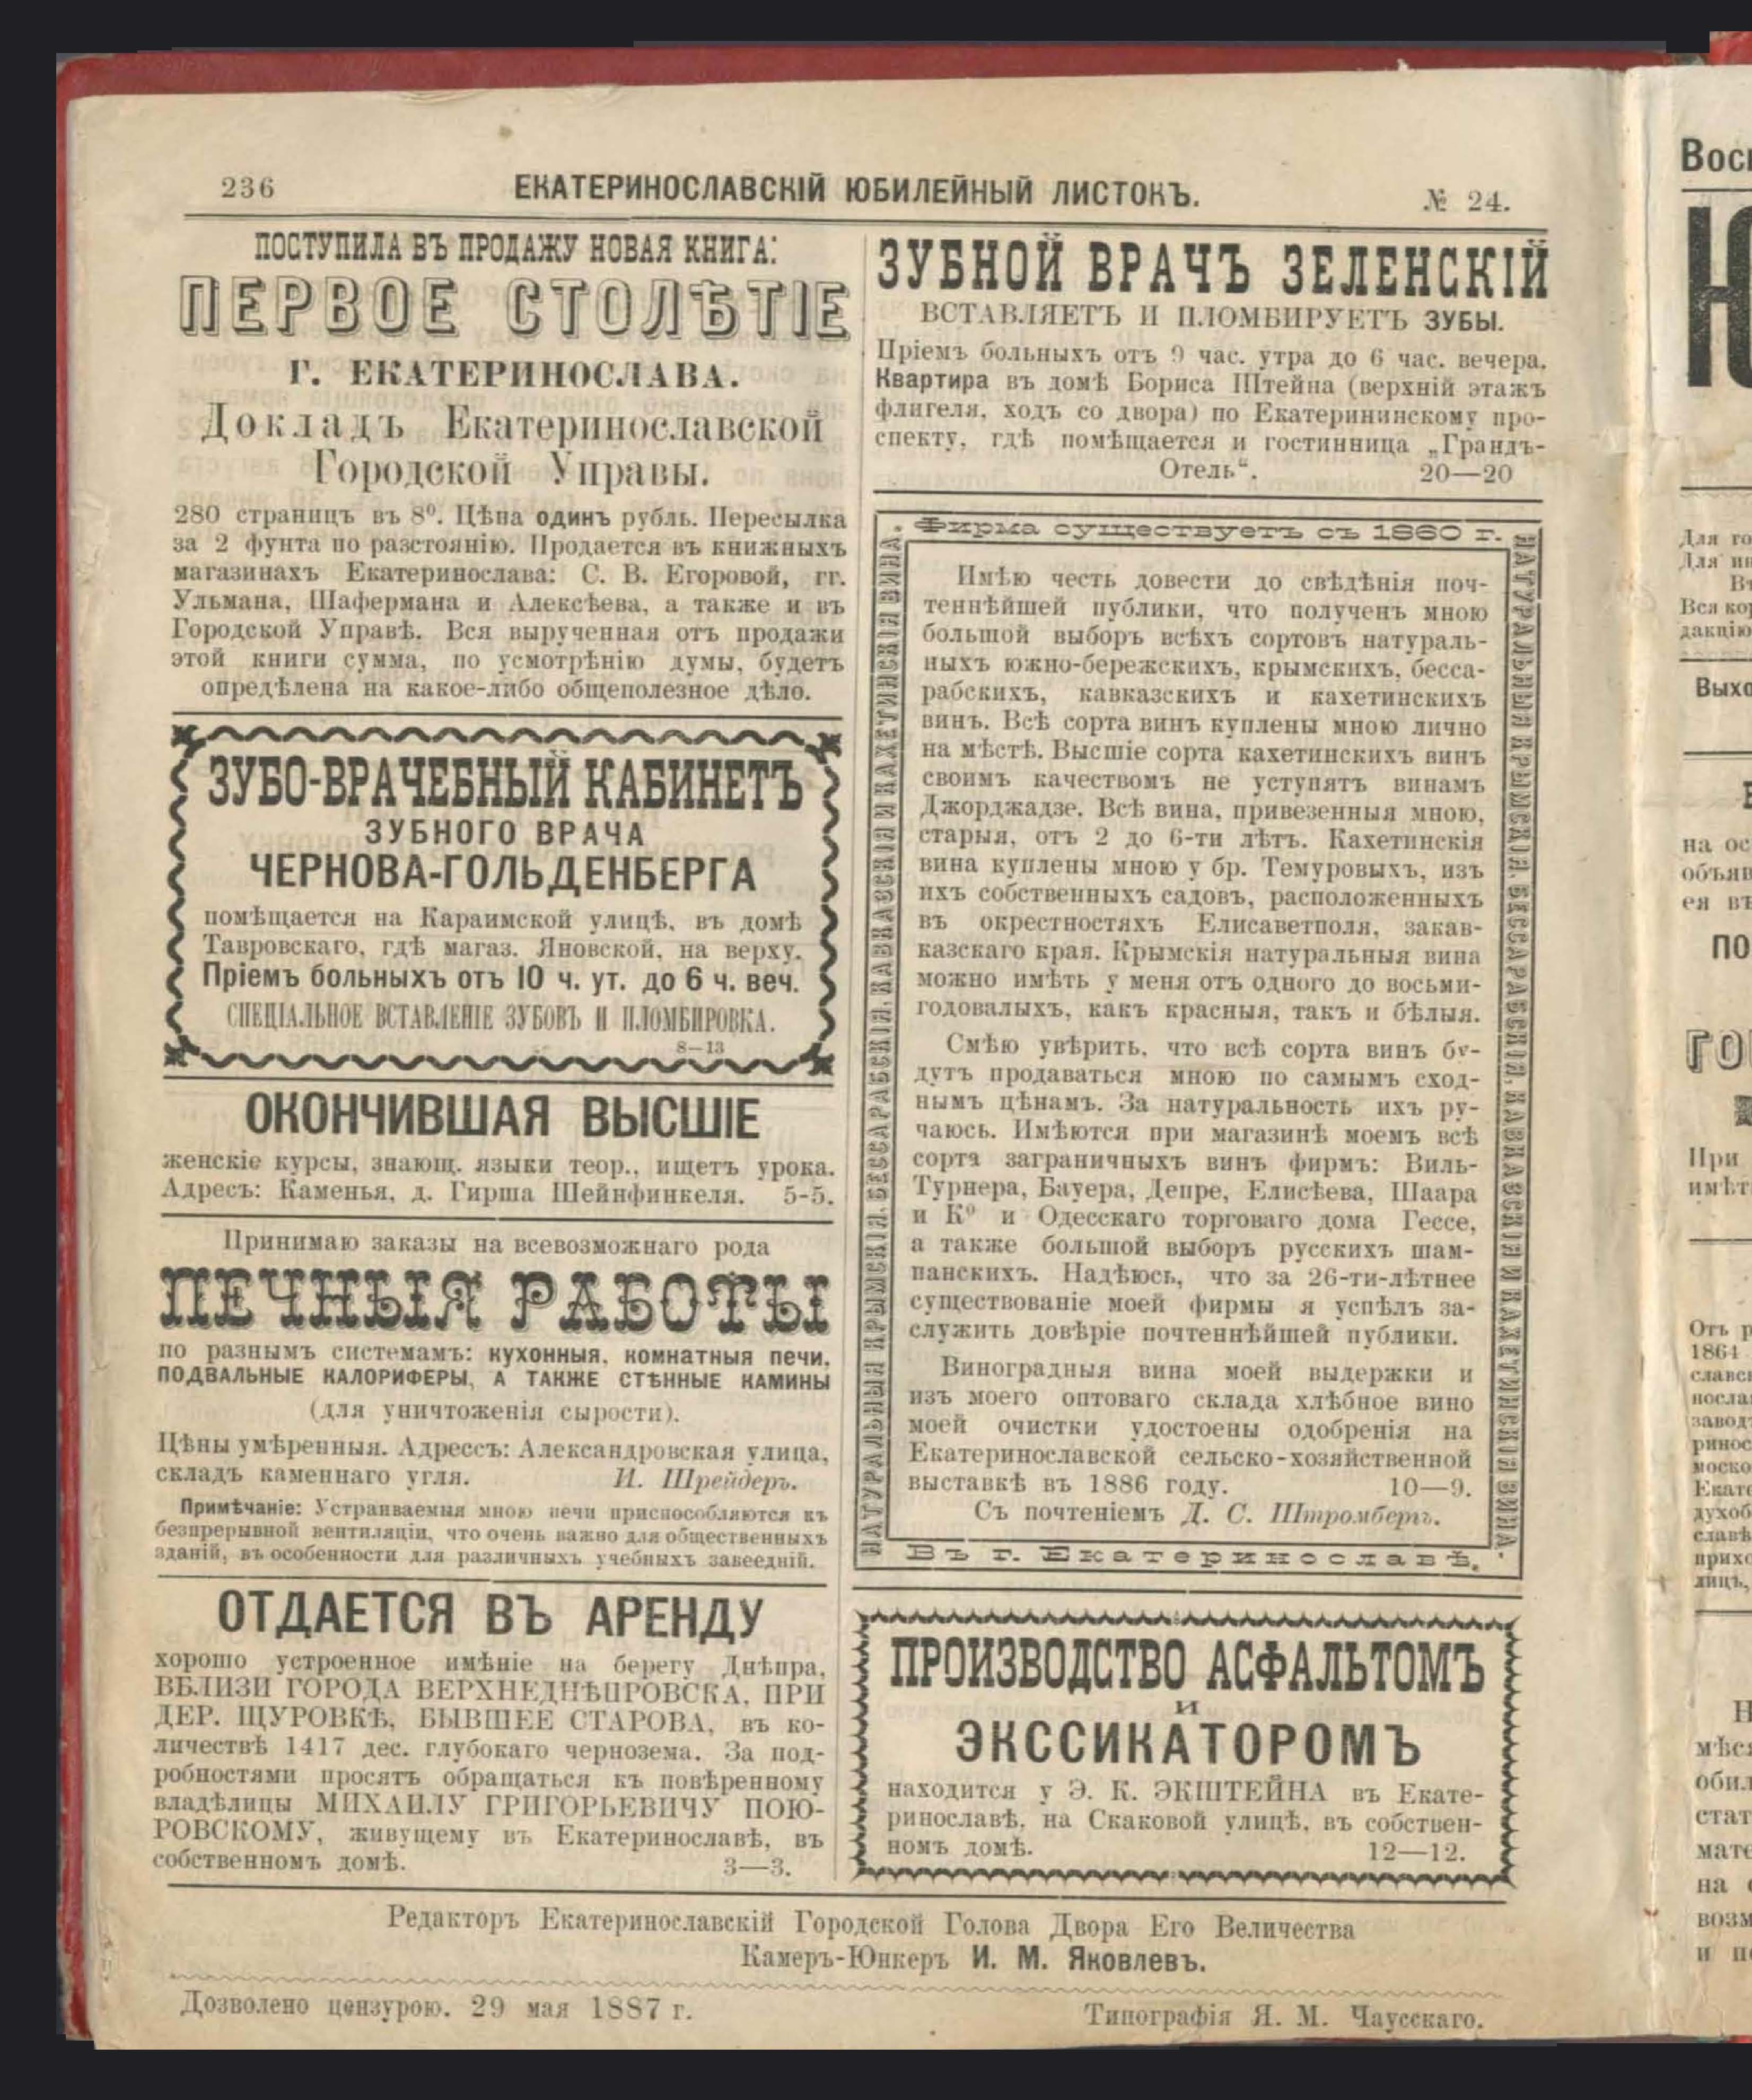 236
ЕКАТЕРИНОСЛАВСКІЙ ЮБИЛЕЙНЫЙ ЛИСТОКЪ.
№ 24.
ПОСТУПИЛА ВЪ ПРОДАЖУ НОВАЯ КНИГА:
ПЕРВОЕ СТОЛѢТІЕ
Г. ЕКАТЕРИНОСЛАВА.
Докладъ Екатеринославской
Городской Управы.
280 страницъ въ 8⁰. Цѣна одинъ рубль. Пересылка
за 2 фунта по разстоянію. Продается въ книжныхъ
магазинахъ Екатеринослава: С. В. Егоровой, гг.
Ульмана, Шафермана и Алексѣева, а также и въ
Городской Управѣ. Вся вырученная отъ продажи
этой книги сумма, по усмотрѣнію думы, будетъ
опредѣлена на какое-либо общеполезное дѣло.
ЗУБО-ВРАЧЕБНЫЙ КАБИНЕТЪ
ЗУБНОГО ВРАЧА
ЧЕРНОВА-ГОЛЬДЕНБЕРГА
помѣщается на Караимской улицѣ, въ домѣ
Тавровскаго, гдѣ магаз. Яновской, на верху.
Пріемъ больныхъ отъ 10 ч. ут. до 6 ч. веч.
СПЕЦІАЛЬНОЕ ВСТАВЛЕНІЕ ЗУБОВЪ И ПЛОМБИРОВКА.
8—13
ОКОНЧИВШАЯ ВЫСШІЕ
женскіе курсы, знающ. языки теор., ищетъ урока.
Адресъ: Каменья, д. Гирша Шейнфинкеля. 5-5.
Принимаю заказы на всевозможнаго рода
ПЕЧНЫЯ РАБОТЫ
по разнымъ системамъ: кухонныя, комнатныя печи,
ПОДВАЛЬНЫЕ КАЛОРИФЕРЫ, А ТАКЖЕ СТѢННЫЕ КАМИНЫ
(для уничтоженія сырости).
Цѣны умѣренныя. Адрессъ: Александровская улица,
складъ каменнаго угля. И. Шрейдеръ.
Примѣчаніе: Устраиваемыя мною печи приспособляются къ
безпрерывной вентиляціи, что очень важно для общественныхъ
зданій, въ особенности для различныхъ учебныхъ завеедній.
ОТДАЕТСЯ ВЪ АРЕНДУ
хорошо устроенное имѣніе на берегу Днѣпра,
ВБЛИЗИ ГОРОДА ВЕРХНЕДНѢПРОВСКА, ПРИ
ДЕР. ЩУРОВКѢ, БЫВШЕЕ СТАРОВА, въ ко-
личествѣ 1417 дес. глубокаго чернозема. За под-
робностями просятъ обращаться къ повѣренному
владѣлицы МИХАИЛУ ГРИГОРЬЕВИЧУ ПОЮ-
РОВСКОМУ, живущему въ Екатеринославѣ, въ
собственномъ домѣ. 3—3.
ЗУБНОЙ ВРАЧЪ ЗЕЛЕНСКІЙ
ВСТАВЛЯЕТЪ И ПЛОМБИРУЕТЪ ЗУБЫ.
Пріемъ больныхъ отъ 9 час. утра до 6 час. вечера.
Квартира въ домѣ Бориса Штейна (верхній этажъ
флигеля, ходъ со двора) по Екатерининскому про-
спекту, гдѣ помѣщается и гостинница „Грандъ-
Отель“. 20—20
Фирма существуетъ съ 1860 г.
НАТУРАЛЬНЫЯ КРЫМСКІЯ, БЕССАРАБСКІЯ, КАВКАЗСКІЯ И КАХЕТИНСКІЯ ВИНА.
Имѣю честь довести до свѣдѣнія поч-
теннѣйшей публики, что полученъ мною
большой выборъ всѣхъ сортовъ натураль-
ныхъ южно-бережскихъ, крымскихъ, бесса-
рабскихъ, кавказскихъ и кахетинскихъ
винъ. Всѣ сорта винъ куплены мною лично
на мѣстѣ. Высшіе сорта кахетинскихъ винъ
своимъ качествомъ не уступятъ винамъ
Джорджадзе. Всѣ вина, привезенныя мною,
старыя, отъ 2 до 6-ти лѣтъ. Кахетинскія
вина куплены мною у бр. Темуровыхъ, изъ
ихъ собственныхъ садовъ, расположенныхъ
въ окрестностяхъ Елисаветполя, закав-
казскаго края. Крымскія натуральныя вина
можно имѣть у меня отъ одного до восьми-
годовалыхъ, какъ красныя, такъ и бѣлыя.
Смѣю увѣрить, что всѣ сорта винъ бу-
дутъ продаваться мною по самымъ сход-
нымъ цѣнамъ. За натуральность ихъ ру-
чаюсь. Имѣются при магазинѣ моемъ всѣ
сорта заграничныхъ винъ фирмъ: Виль-
Турнера, Бауера, Депре, Елисѣева, Шаара
и Кº и Одесскаго торговаго дома Гессе,
а также большой выборъ русскихъ шам-
панскихъ. Надѣюсь, что за 26-ти-лѣтнее
существованіе моей фирмы я успѣлъ за-
служить довѣріе почтеннѣйшей публики.
Виноградныя вина моей выдержки и
изъ моего оптоваго склада хлѣбное вино
моей очистки удостоены одобренія на
Екатеринославской сельско-хозяйственной
выставкѣ въ 1886 году. 10—9.
Съ почтеніемъ Д. С. Штромбергъ.
НАТУРАЛЬНЫЯ КРЫМСКІЯ, БЕССАРАБСКІЯ, КАВКАЗСКІЯ И КАХЕТИНСКІЯ ВИНА.
Въ г. Екатеринославѣ.
ПРОИЗВОДСТВО АСФАЛЬТОМЪ
И
ЭКССИКАТОРОМЪ
находится у Э. К. ЭКШТЕЙНА въ Екате-
ринославѣ, на Скаковой улицѣ, въ собствен-
номъ домѣ. 12—12.
Редакторъ Екатеринославскій Городской Голова Двора Его Величества
Камеръ-Юнкеръ И. М. Яковлевъ.
Дозволено цензурою. 29 мая 1887 г.
Типографія Я. М. Чаусскаго.